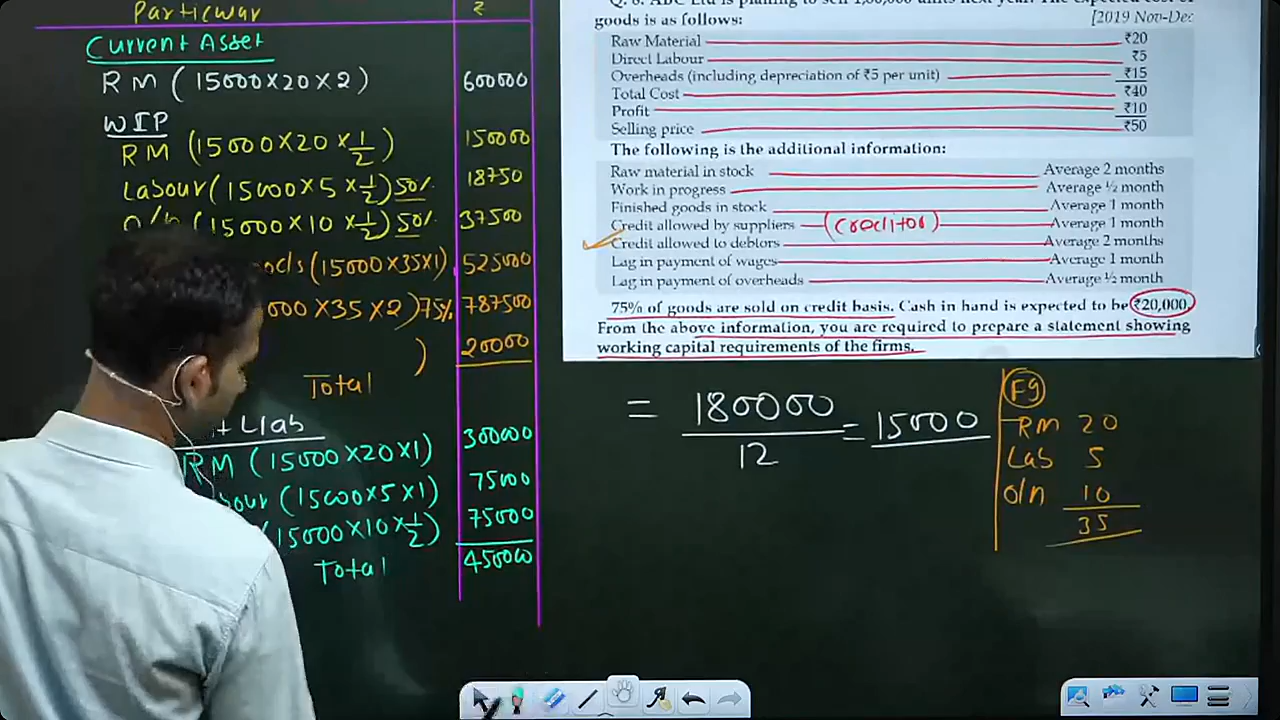 Particular ₹
Current Asset
RM (15000×20×2) 600000
WIP
RM (15000×20×½) 150000
Labour (15000×5×½) 50% 18750
O/h (15000×10×½) 50% 37500
ods (15000×35×1) 525000
000×35×2) 75% 787500
) 20000
Total
t Liab
RM (15000×20×1) 300000
bour (15000×5×1) 75000
(15000×10×½) 75000
Total 450000
goods is as follows: [2019 Nov-Dec
Raw Material ₹20
Direct Labour ₹5
Overheads (including depreciation of ₹5 per unit) ₹15
Total Cost ₹40
Profit ₹10
Selling price ₹50
The following is the additional information:
Raw material in stock Average 2 months
Work in progress Average ½ month
Finished goods in stock Average 1 month
Credit allowed by suppliers (creditor) Average 1 month
Credit allowed to debtors Average 2 months
Lag in payment of wages Average 1 month
Lag in payment of overheads Average ½ month
75% of goods are sold on credit basis. Cash in hand is expected to be ₹20,000.
From the above information, you are required to prepare a statement showing
working capital requirements of the firms.
= 180000 / 12 = 15000
Fg
RM 20
Lab 5
O/h 10
35